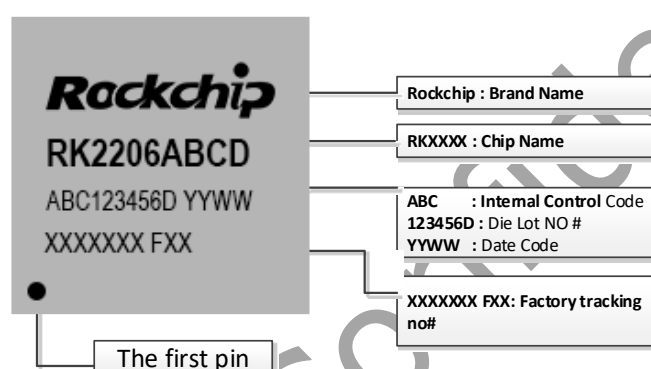 Rockchip
RK2206ABCD
ABC123456D YYWW
XXXXXXX FXX
The first pin
Rockchip : Brand Name
RKXXXX : Chip Name
ABC : Internal Control Code
123456D : Die Lot NO #
YYWW : Date Code
XXXXXXX FXX: Factory tracking
no#